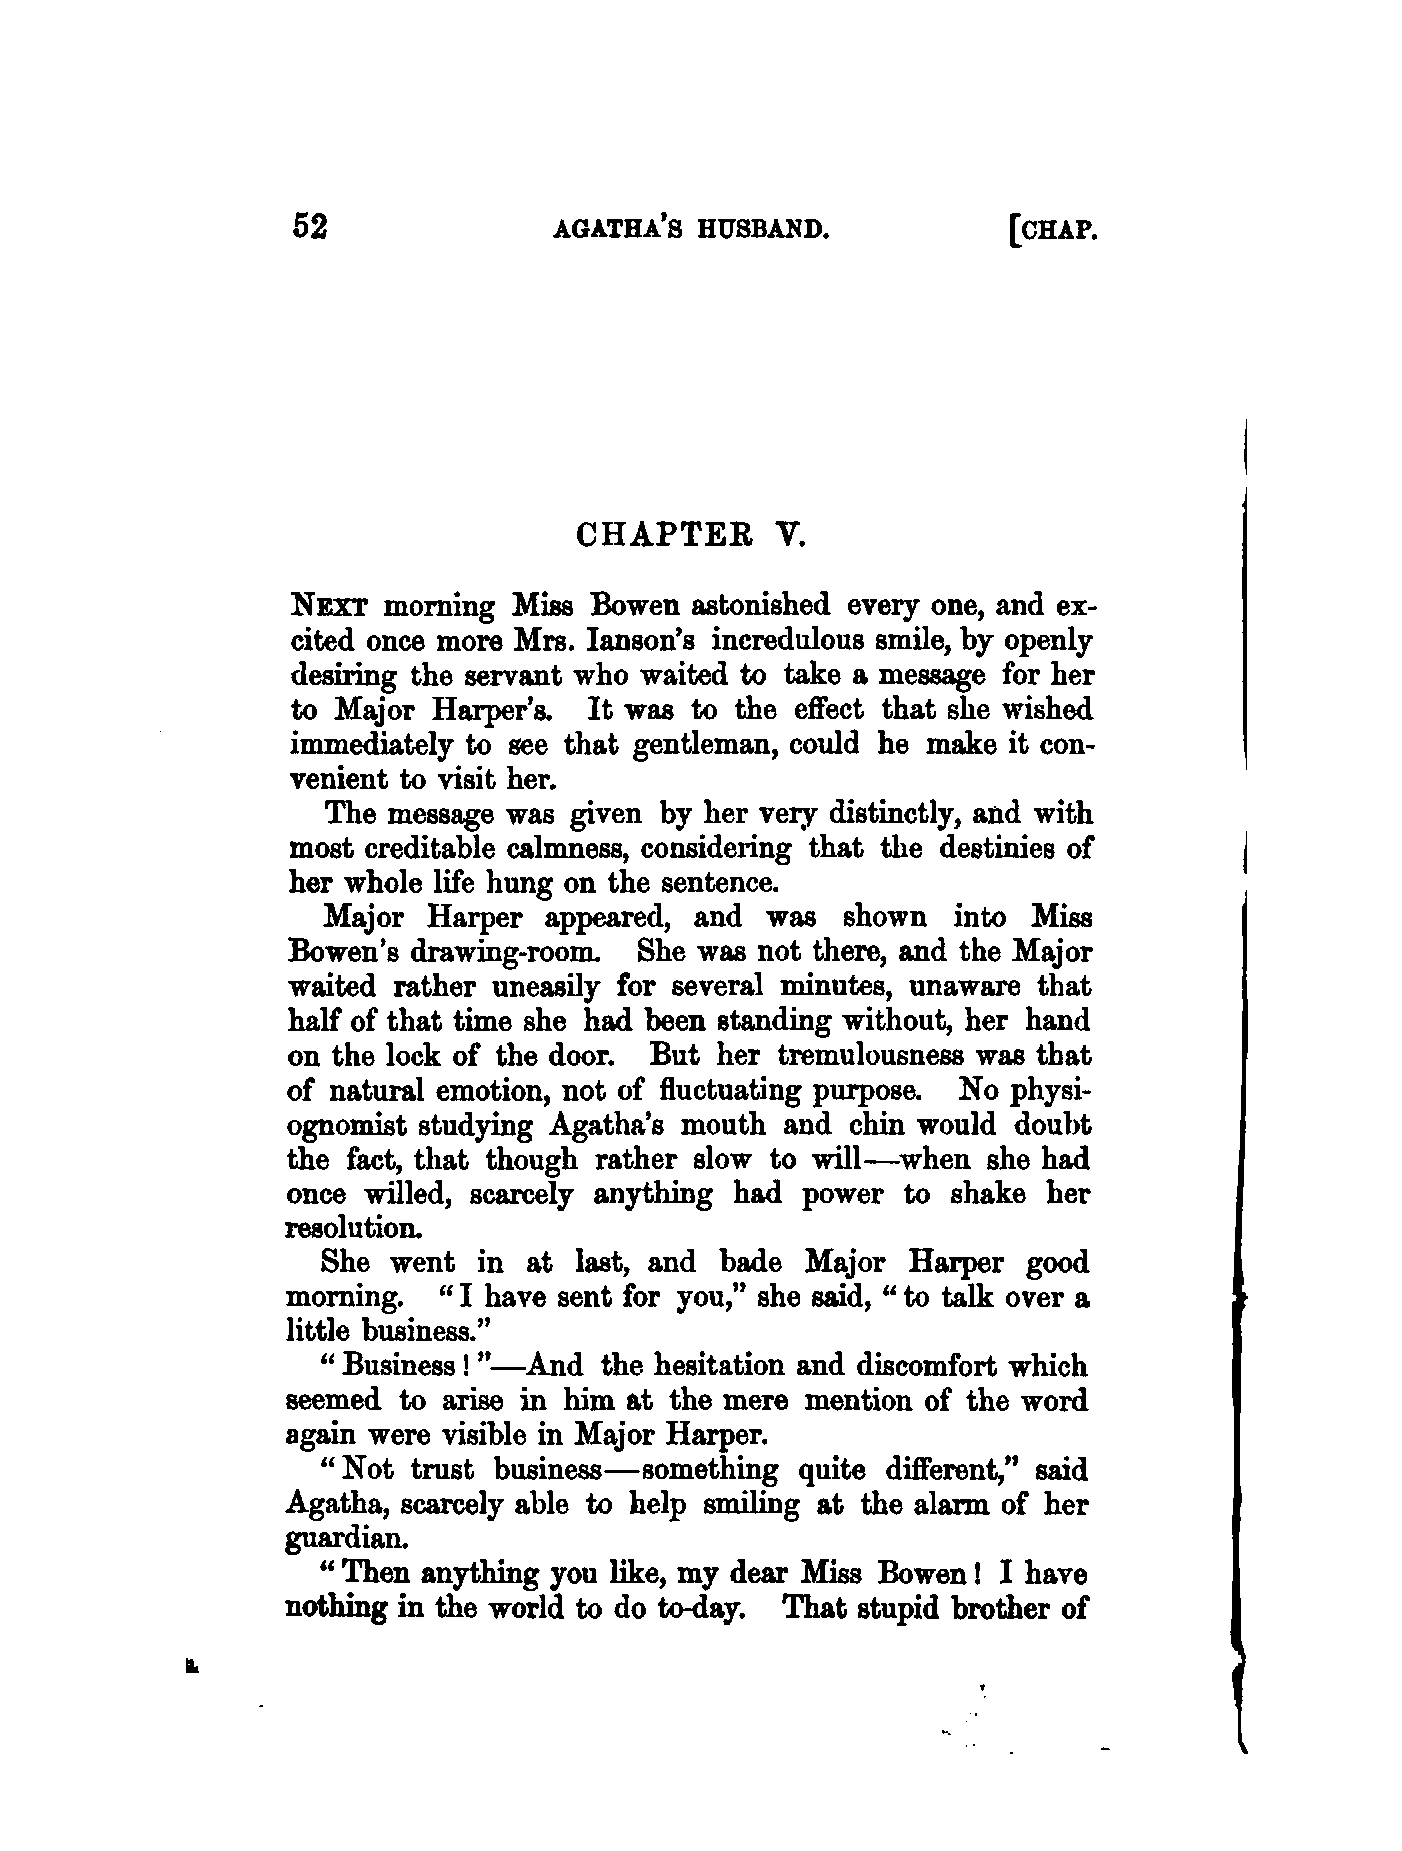 52 AGATHA'S HUSBAND. [CHAP.
CHAPTER V.
NEXT morning Miss Bowen astonished every one, and ex-
cited once more Mrs. Ianson's incredulous smile, by openly
desiring the servant who waited to take a message for her
to Major Harper's. It was to the effect that she wished
immediately to see that gentleman, could he make it con-
venient to visit her.
The message was given by her very distinctly, and with
most creditable calmness, considering that the destinies of
her whole life hung on the sentence.
Major Harper appeared, and was shown into Miss
Bowen's drawing-room. She was not there, and the Major
waited rather uneasily for several minutes, unaware that
half of that time she had been standing without, her hand
on the lock of the door. But her tremulousness was that
of natural emotion, not of fluctuating purpose. No physi-
ognomist studying Agatha's mouth and chin would doubt
the fact, that though rather slow to will—when she had
once willed, scarcely anything had power to shake her
resolution.
She went in at last, and bade Major Harper good
morning. "I have sent for you," she said, "to talk over a
little business."
"Business!"—And the hesitation and discomfort which
seemed to arise in him at the mere mention of the word
again were visible in Major Harper.
"Not trust business—something quite different," said
Agatha, scarcely able to help smiling at the alarm of her
guardian.
"Then anything you like, my dear Miss Bowen! I have
nothing in the world to do to-day. That stupid brother of